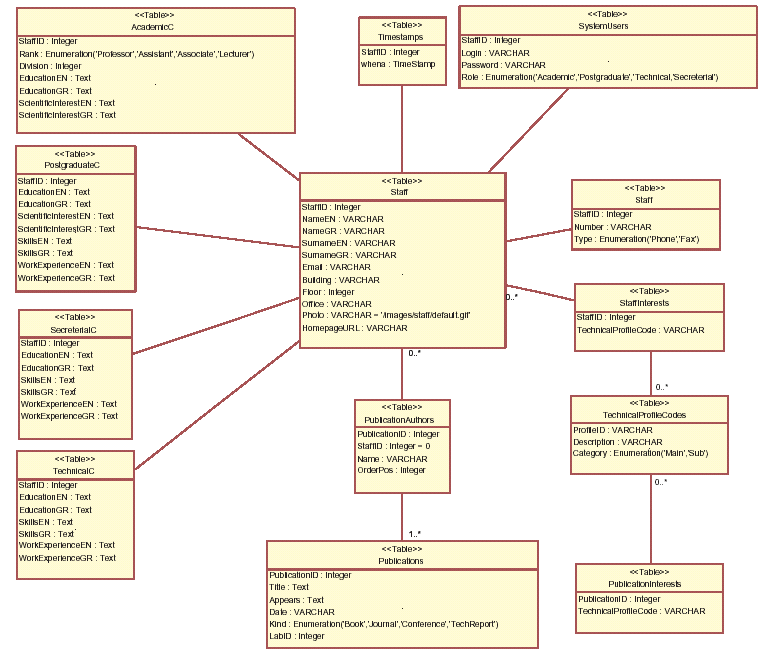 <<Table>>
AcademicC
StaffID : Integer
Rank : Enumeration('Professor','Assistant','Associate','Lecturer')
Division : Integer
EducationEN : Text
EducationGR : Text
ScientificInterestEN : Text
ScientificInterestGR : Text
<<Table>>
Timestamps
StaffID : Integer
whena : TimeStamp
<<Table>>
SystemUsers
StaffID : Integer
Login : VARCHAR
Password : VARCHAR
Role : Enumeration('Academic','Postgraduate','Technical,'Secreterial')
<<Table>>
PostgraduateC
StaffID : Integer
EducationEN : Text
EducationGR : Text
ScientificInterestEN : Text
ScientificInterestGR : Text
SkillsEN : Text
SkillsGR : Text
WorkExperienceEN : Text
WorkExperienceGR : Text
<<Table>>
Staff
StaffID : Integer
NameEN : VARCHAR
NameGR : VARCHAR
SurnameEN : VARCHAR
SurnameGR : VARCHAR
Email : VARCHAR
Building : VARCHAR
Floor : Integer
Office : VARCHAR
Photo : VARCHAR = '/images/staff/default.gif'
HomepageURL : VARCHAR
<<Table>>
Staff
StaffID : Integer
Number : VARCHAR
Type : Enumeration('Phone','Fax')
0..*
<<Table>>
StaffInterests
StaffID : Integer
TechnicalProfileCode : VARCHAR
<<Table>>
SecreterialC
StaffID : Integer
EducationEN : Text
EducationGR : Text
SkillsEN : Text
SkillsGR : Text
WorkExperienceEN : Text
WorkExperienceGR : Text
0..*
0..*
<<Table>>
PublicationAuthors
PublicationID : Integer
StaffID : Integer = 0
Name : VARCHAR
OrderPos : Integer
<<Table>>
TechnicalProfileCodes
ProfileID : VARCHAR
Description : VARCHAR
Category : Enumeration('Main','Sub')
0..*
<<Table>>
TechnicalC
StaffID : Integer
EducationEN : Text
EducationGR : Text
SkillsEN : Text
SkillsGR : Text
WorkExperienceEN : Text
WorkExperienceGR : Text
1..*
<<Table>>
Publications
PublicationID : Integer
Title : Text
Appears : Text
Date : VARCHAR
Kind : Enumeration('Book','Journal','Conference','TechReport')
LabID : Integer
<<Table>>
PublicationInterests
PublicationID : Integer
TechnicalProfileCode : VARCHAR